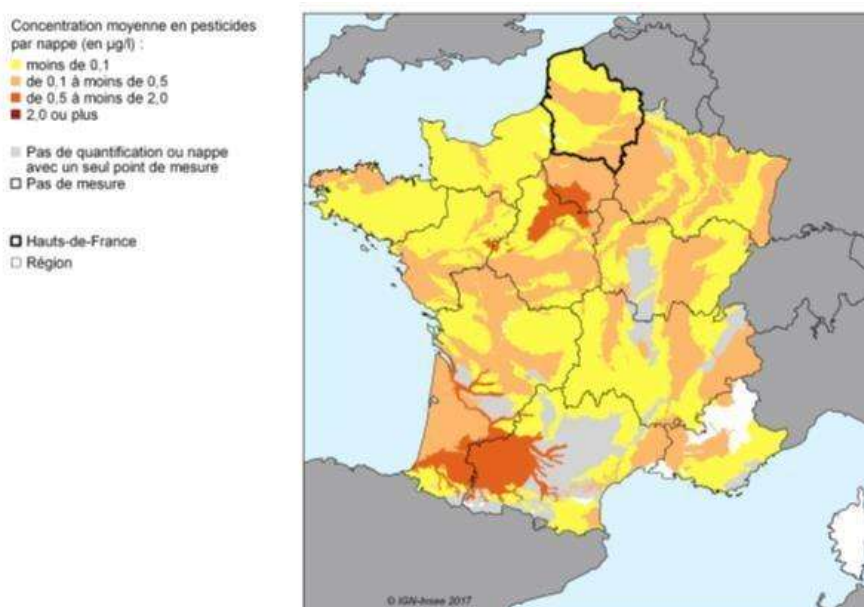 Concentration moyenne en pesticides
par nappe (en µg/l) :
moins de 0,1
de 0,1 à moins de 0,5
de 0,5 à moins de 2,0
2,0 ou plus
Pas de quantification ou nappe
avec un seul point de mesure
Pas de mesure
Hauts-de-France
Région
© IGN-Insee 2017